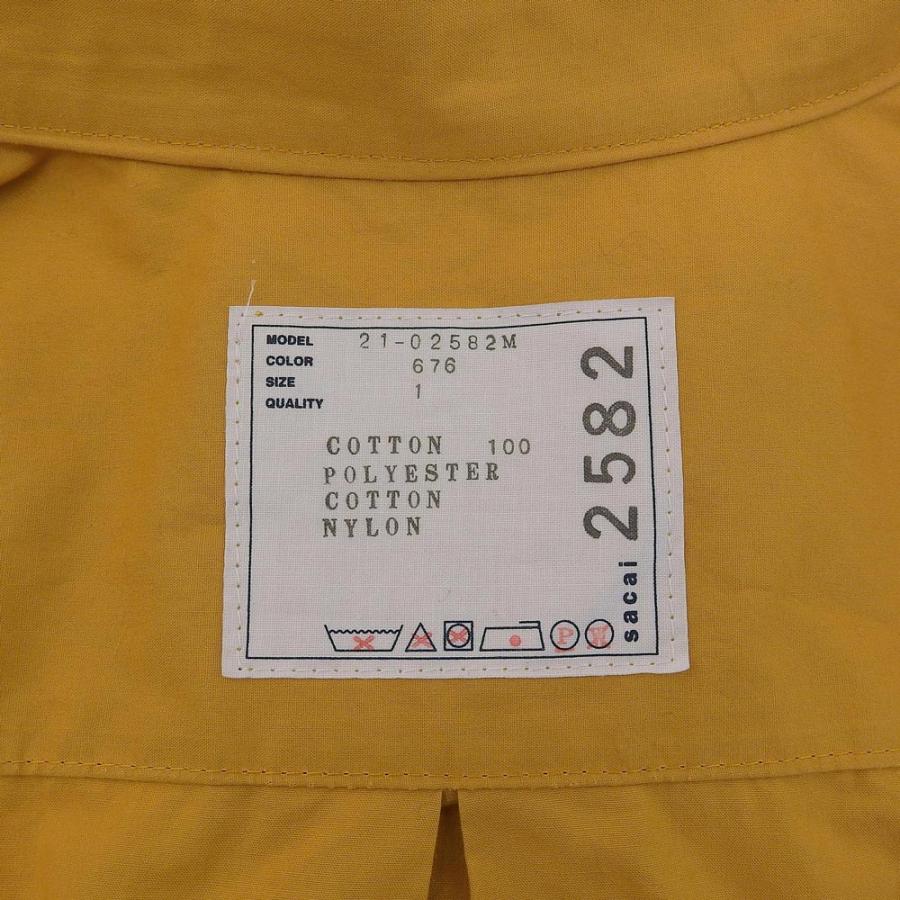 MODEL 21-02582M
COLOR 676
SIZE 1
QUALITY
COTTON 100
POLYESTER
COTTON
NYLON
P W
sacai 2582